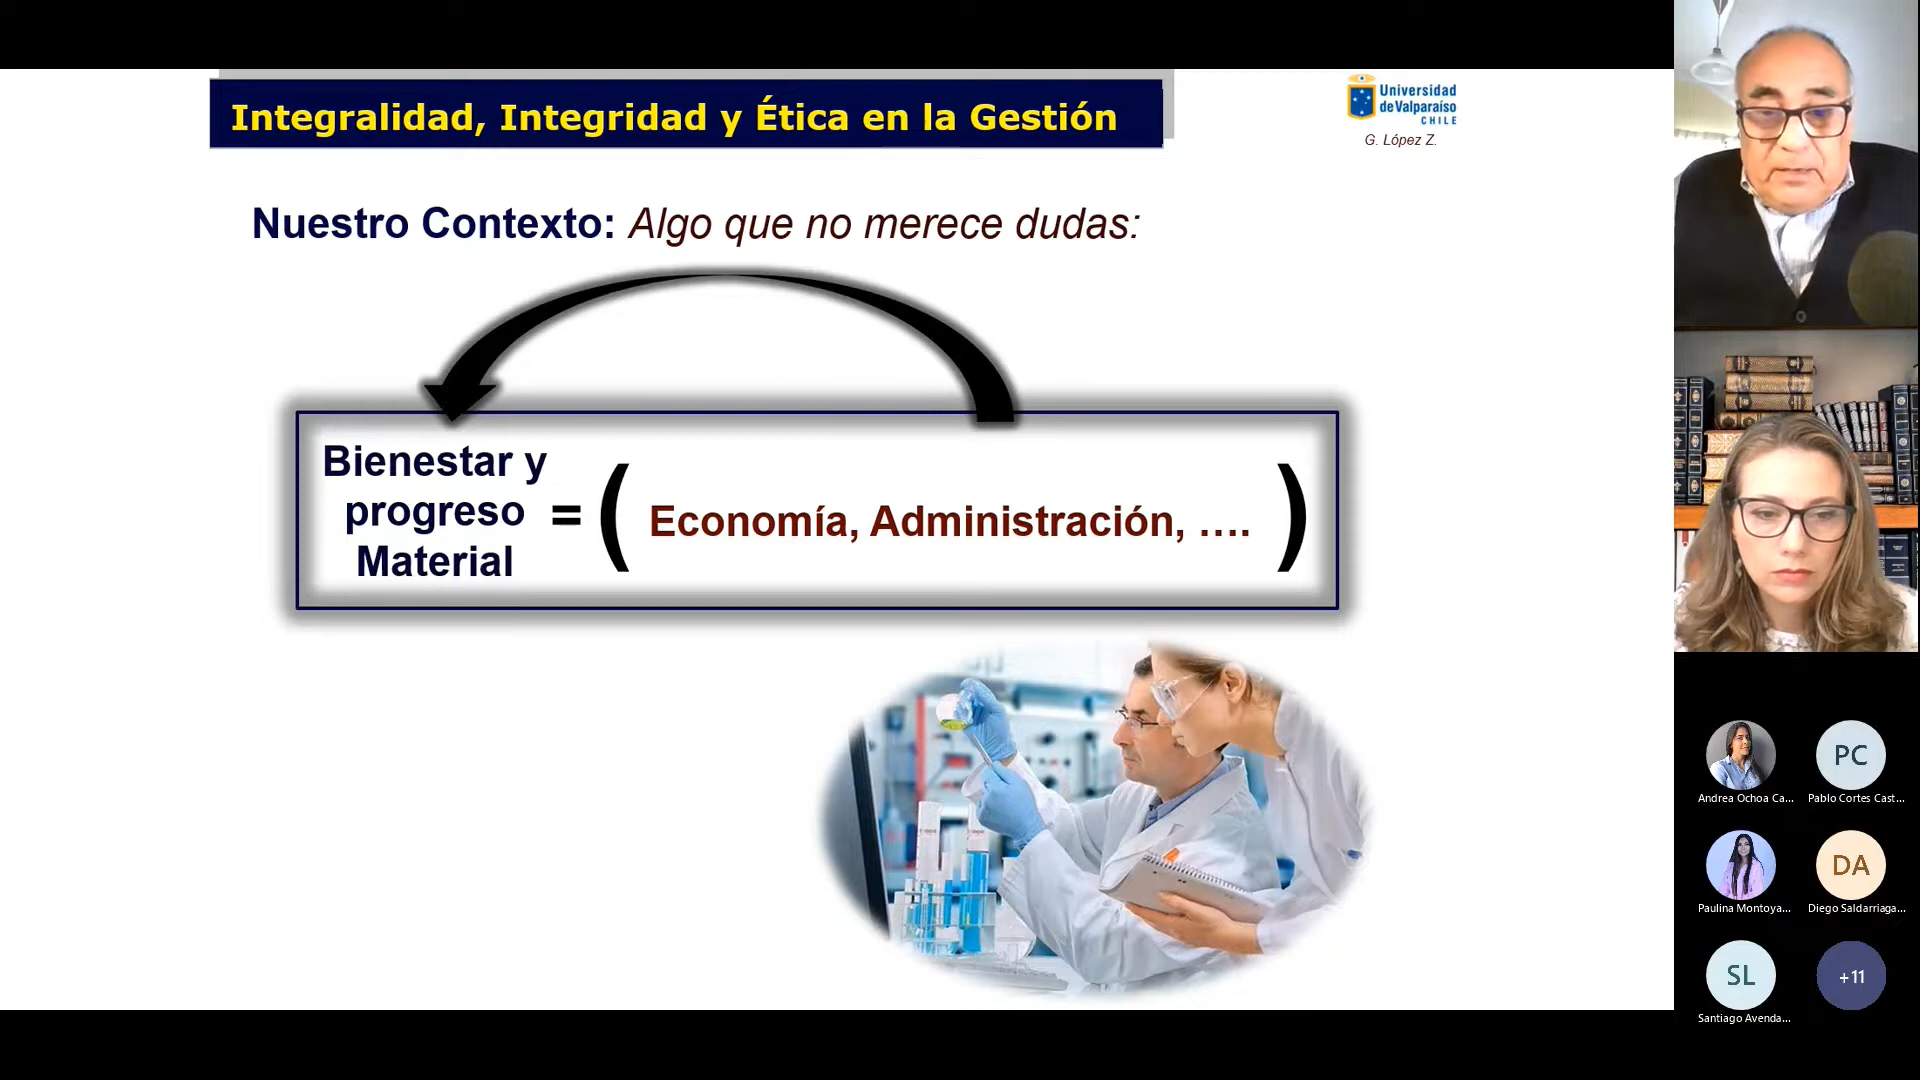 Integralidad, Integridad y Ética en la Gestión
Universidad
de Valparaíso
CHILE
G. López Z.
Nuestro Contexto: Algo que no merece dudas:
Bienestar y
progreso
Material
= ( Economía, Administración, .... )
Andrea Ochoa Ca...
PC
Pablo Cortes Cast...
Paulina Montoya...
DA
Diego Saldarriaga...
SL
Santiago Avenda...
+11